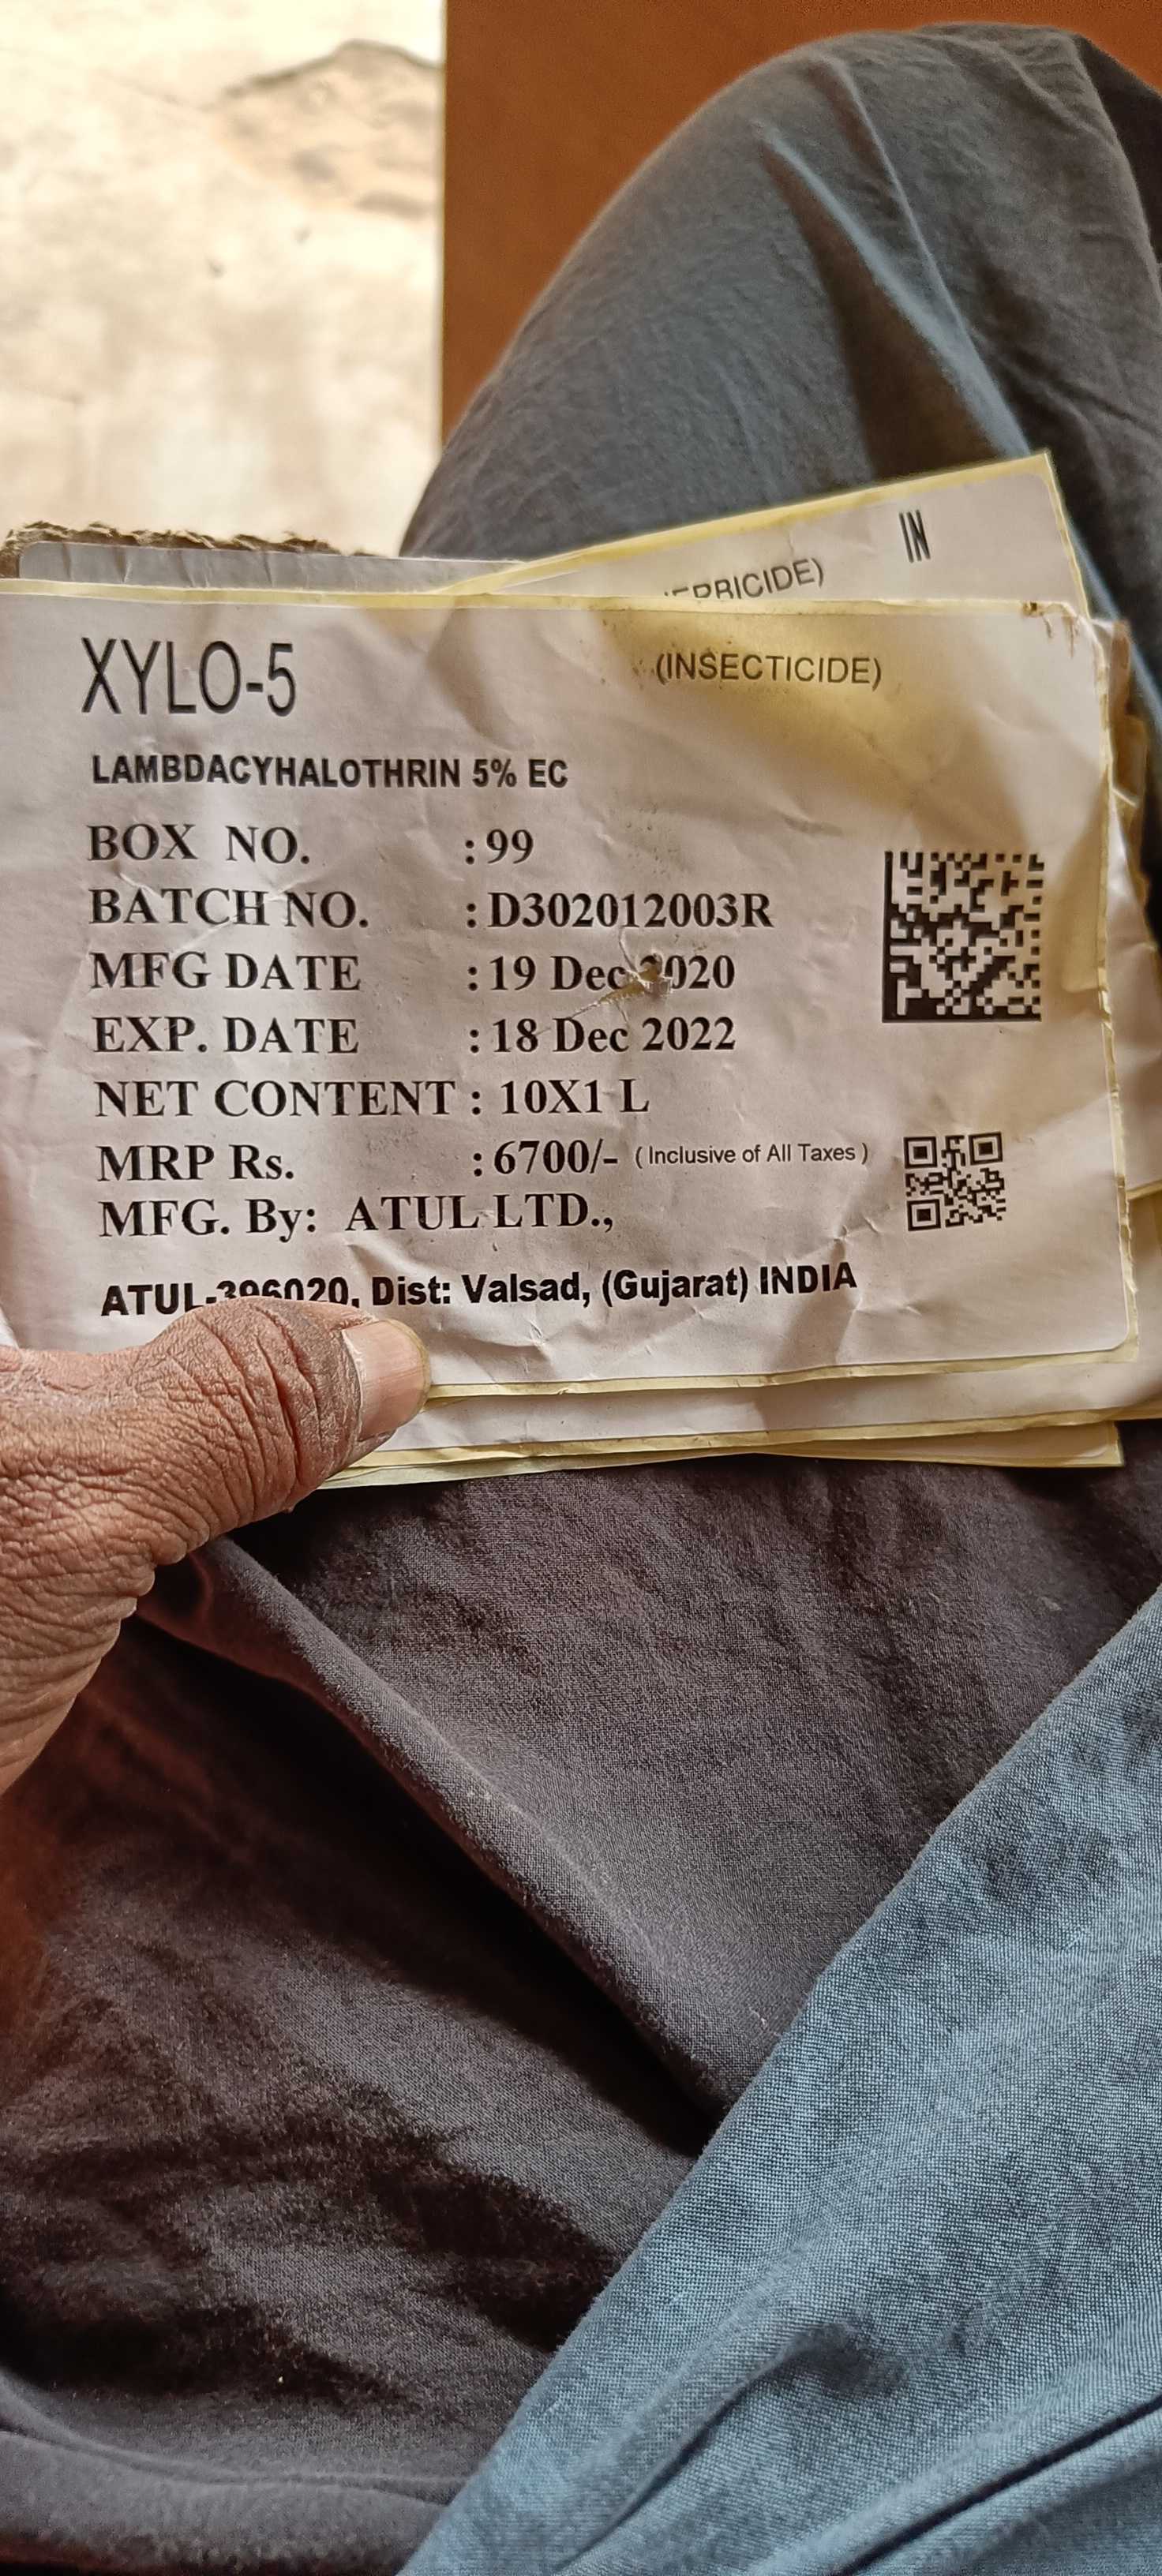 IN
XYLO-5 (INSECTICIDE)
LAMBDACYHALOTHRIN 5% EC
BOX NO. : 99
BATCH NO. : D302012003R
MFG DATE : 19 Dec 2020
EXP. DATE : 18 Dec 2022
NET CONTENT : 10X1 L
MRP Rs. : 6700/- ( Inclusive of All Taxes )
MFG. By: ATUL LTD.,
ATUL-396020, Dist: Valsad, (Gujarat) INDIA